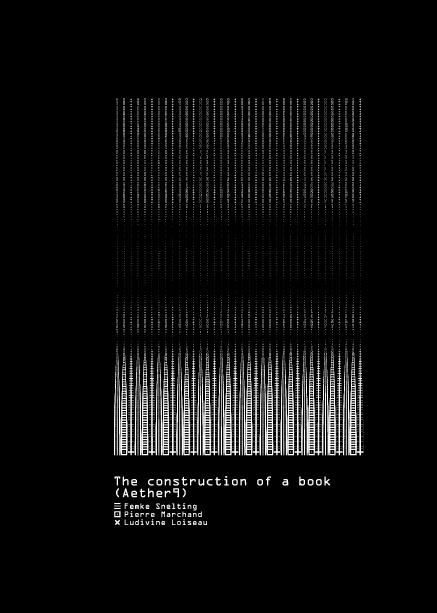 The construction of a book
(Aether9)
Femke Snelting
Pierre Marchand
Ludivine Loiseau